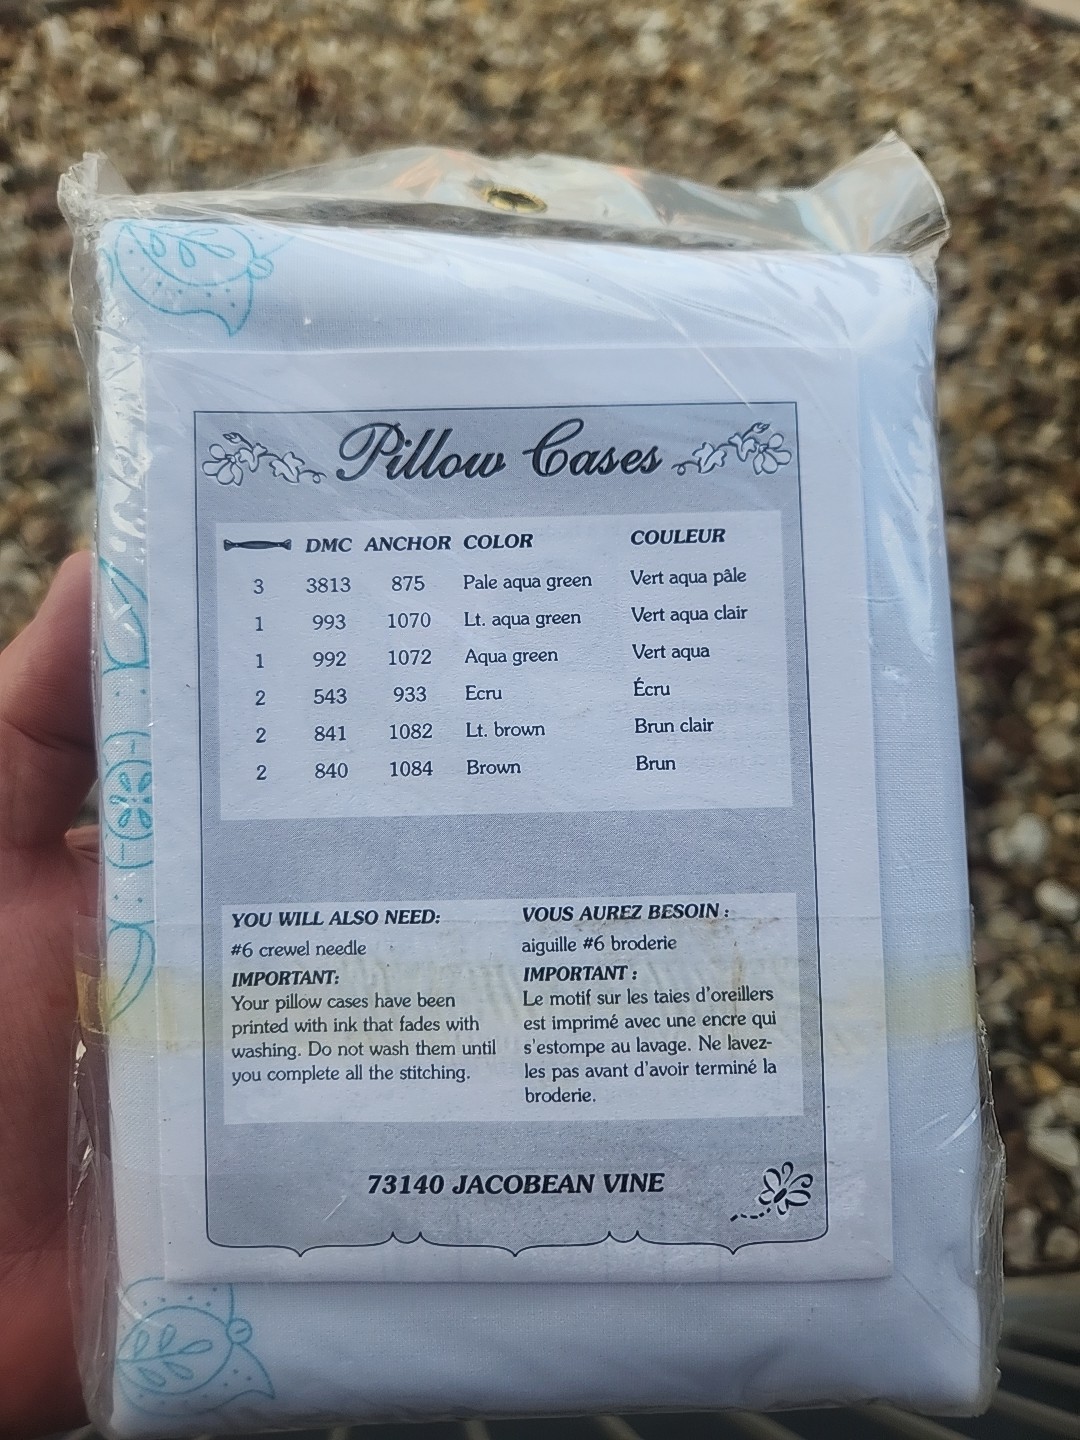 Pillow Cases
DMC ANCHOR COLOR COULEUR
3 3813 875 Pale aqua green Vert aqua pâle
1 993 1070 Lt. aqua green Vert aqua clair
1 992 1072 Aqua green Vert aqua
2 543 933 Ecru Écru
2 841 1082 Lt. brown Brun clair
2 840 1084 Brown Brun
YOU WILL ALSO NEED:
#6 crewel needle
IMPORTANT:
Your pillow cases have been
printed with ink that fades with
washing. Do not wash them until
you complete all the stitching.
VOUS AUREZ BESOIN :
aiguille #6 broderie
IMPORTANT :
Le motif sur les taies d'oreillers
est imprimé avec une encre qui
s'estompe au lavage. Ne lavez-
les pas avant d'avoir terminé la
broderie.
73140 JACOBEAN VINE